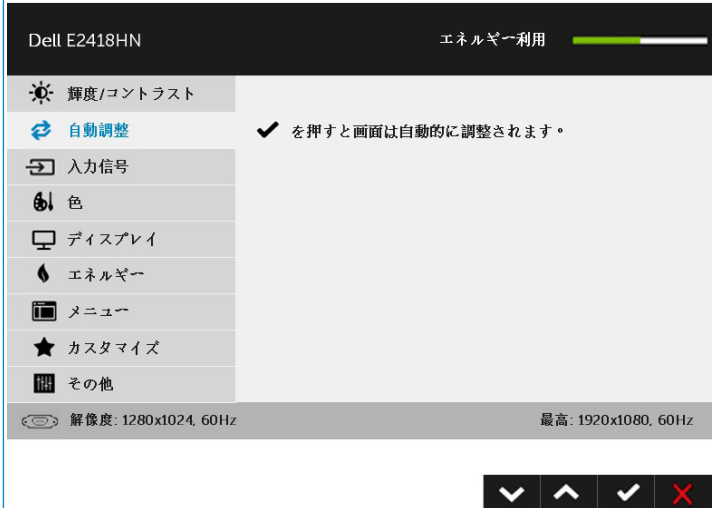 Dell E2418HN
エネルギー利用
輝度/コントラスト
自動調整
を押すと画面は自動的に調整されます。
入力信号
色
ディスプレイ
エネルギー
メニュー
カスタマイズ
その他
解像度: 1280x1024, 60Hz
最高: 1920x1080, 60Hz